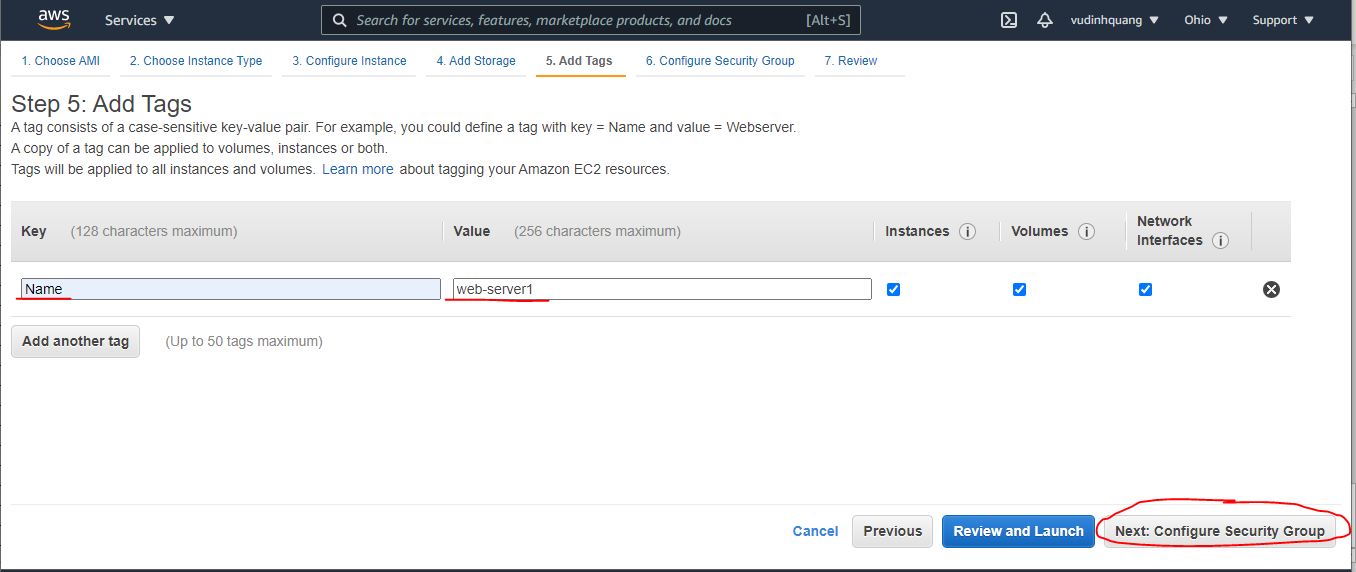 aws Services Search for services, features, marketplace products, and docs [Alt+S] vudinhquang Ohio Support
1. Choose AMI 2. Choose Instance Type 3. Configure Instance 4. Add Storage 5. Add Tags 6. Configure Security Group 7. Review
Step 5: Add Tags
A tag consists of a case-sensitive key-value pair. For example, you could define a tag with key = Name and value = Webserver.
A copy of a tag can be applied to volumes, instances or both.
Tags will be applied to all instances and volumes. Learn more about tagging your Amazon EC2 resources.
Key (128 characters maximum) Value (256 characters maximum) Instances i Volumes i Network
Interfaces i
Name web-server1
Add another tag (Up to 50 tags maximum)
Cancel Previous Review and Launch Next: Configure Security Group